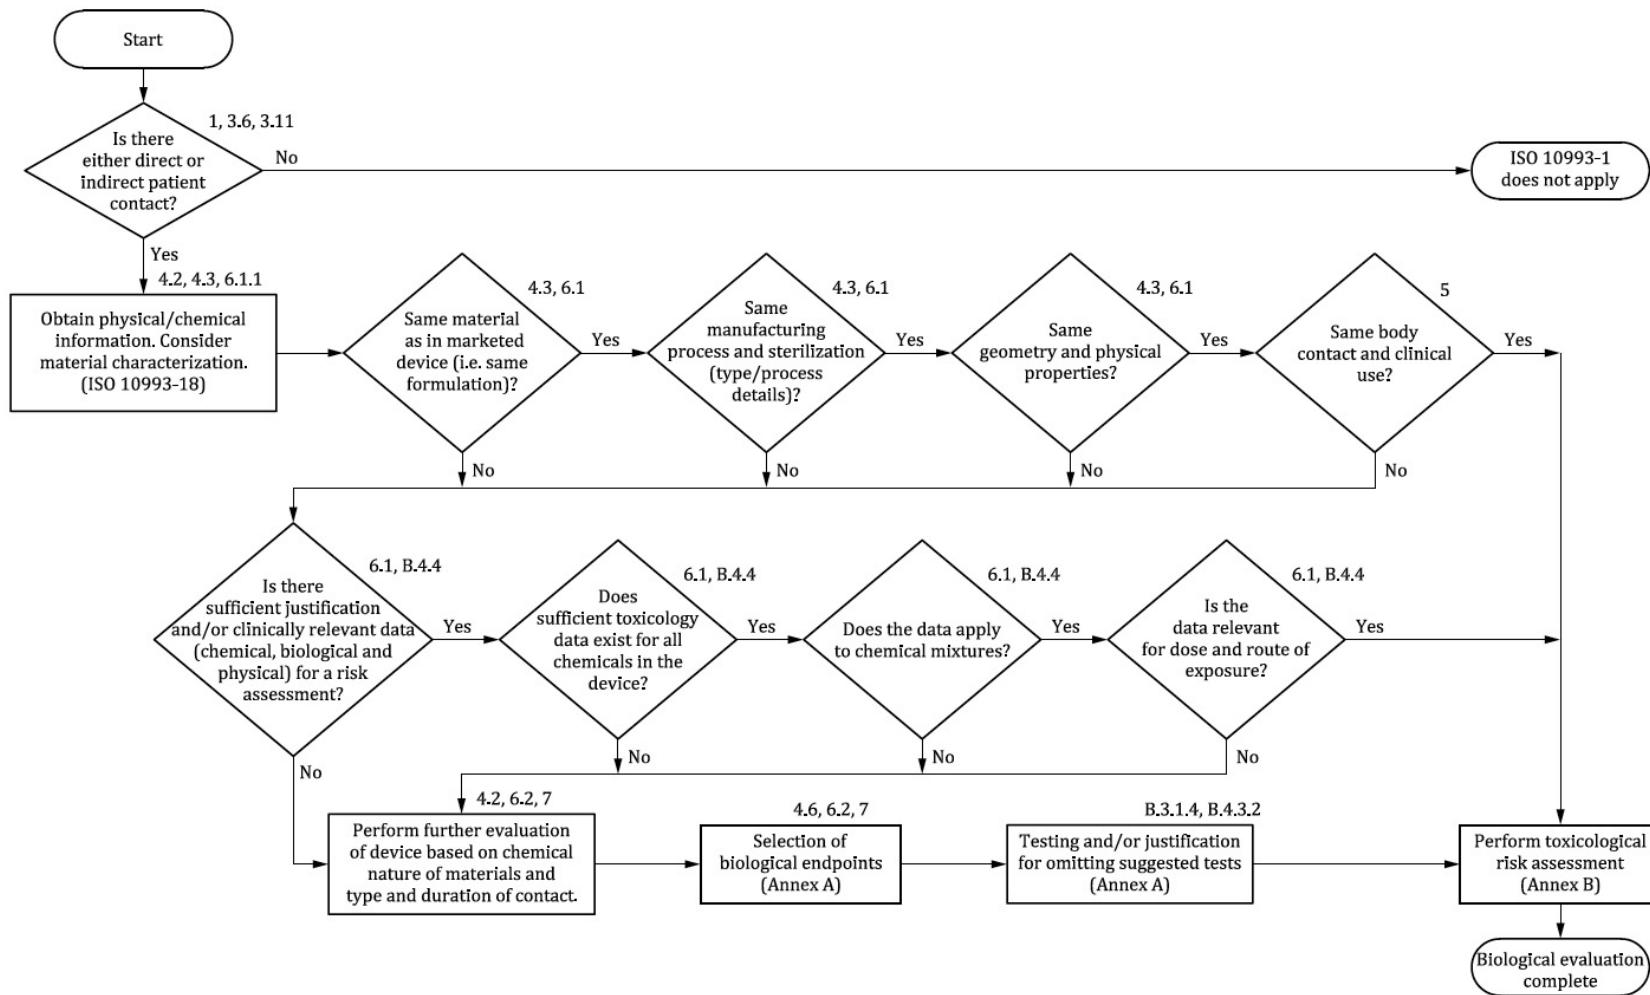 Start
1, 3.6, 3.11
Is there
either direct or
indirect patient
contact?
No
ISO 10993-1
does not apply
Yes
4.2, 4.3, 6.1.1
Obtain physical/chemical
information. Consider
material characterization.
(ISO 10993-18)
4.3, 6.1
Same material
as in marketed
device (i.e. same
formulation)?
Yes
No
4.3, 6.1
Same
manufacturing
process and sterilization
(type/process
details)?
Yes
No
4.3, 6.1
Same
geometry and physical
properties?
Yes
No
5
Same body
contact and clinical
use?
Yes
No
6.1, B.4.4
Is there
sufficient justification
and/or clinically relevant data
(chemical, biological and
physical) for a risk
assessment?
Yes
No
6.1, B.4.4
Does
sufficient toxicology
data exist for all
chemicals in the
device?
Yes
No
6.1, B.4.4
Does the data apply
to chemical mixtures?
Yes
No
6.1, B.4.4
Is the
data relevant
for dose and route of
exposure?
Yes
No
4.2, 6.2, 7
Perform further evaluation
of device based on chemical
nature of materials and
type and duration of contact.
4.6, 6.2, 7
Selection of
biological endpoints
(Annex A)
B.3.1.4, B.4.3.2
Testing and/or justification
for omitting suggested tests
(Annex A)
Perform toxicological
risk assessment
(Annex B)
Biological evaluation
complete